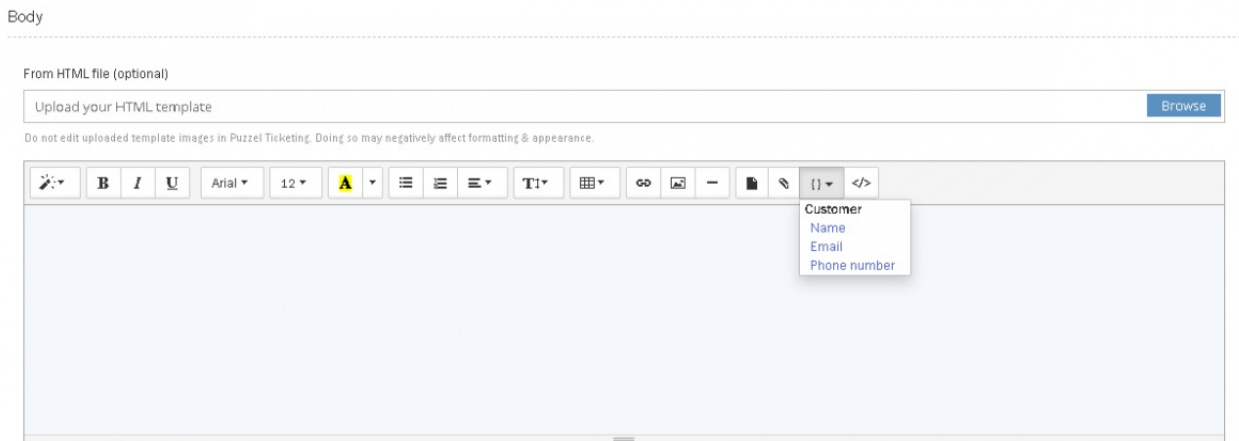 Body
From HTML file (optional)
Upload your HTML template
Browse
Do not edit uploaded template images in Puzzel Ticketing. Doing so may negatively affect formatting & appearance.
B I U Arial 12 A T { } </>
Customer
Name
Email
Phone number